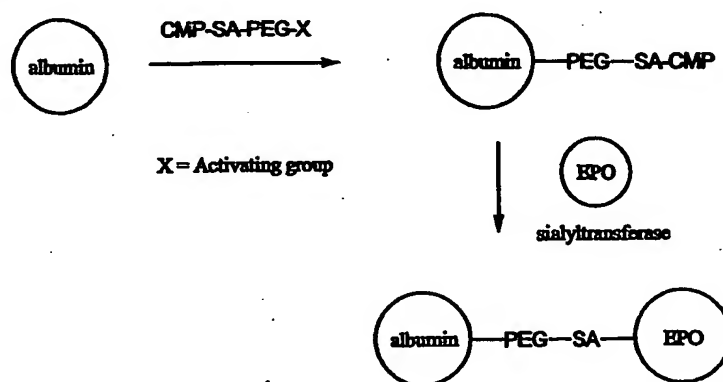 CMP-SA-PEG-X
albumin
albumin—PEG—SA-CMP
X = Activating group
EPO
sialyltransferase
albumin—PEG—SA—EPO